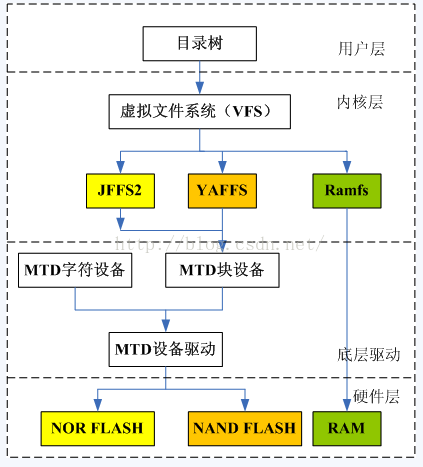 目录树
用户层
内核层
虚拟文件系统（VFS）
JFFS2
YAFFS
Ramfs
http://blog.csdn.net/
MTD字符设备
MTD块设备
MTD设备驱动
底层驱动
硬件层
NOR FLASH
NAND FLASH
RAM